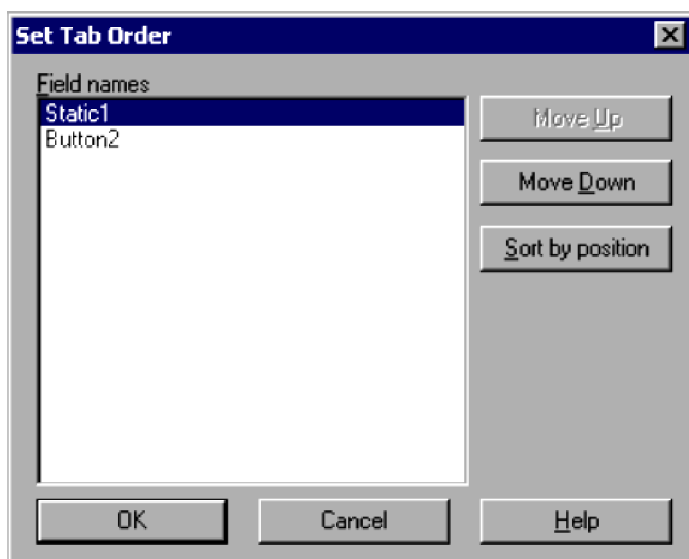 Set Tab Order
Field names
Static1
Button2
Move Up
Move Down
Sort by position
OK
Cancel
Help